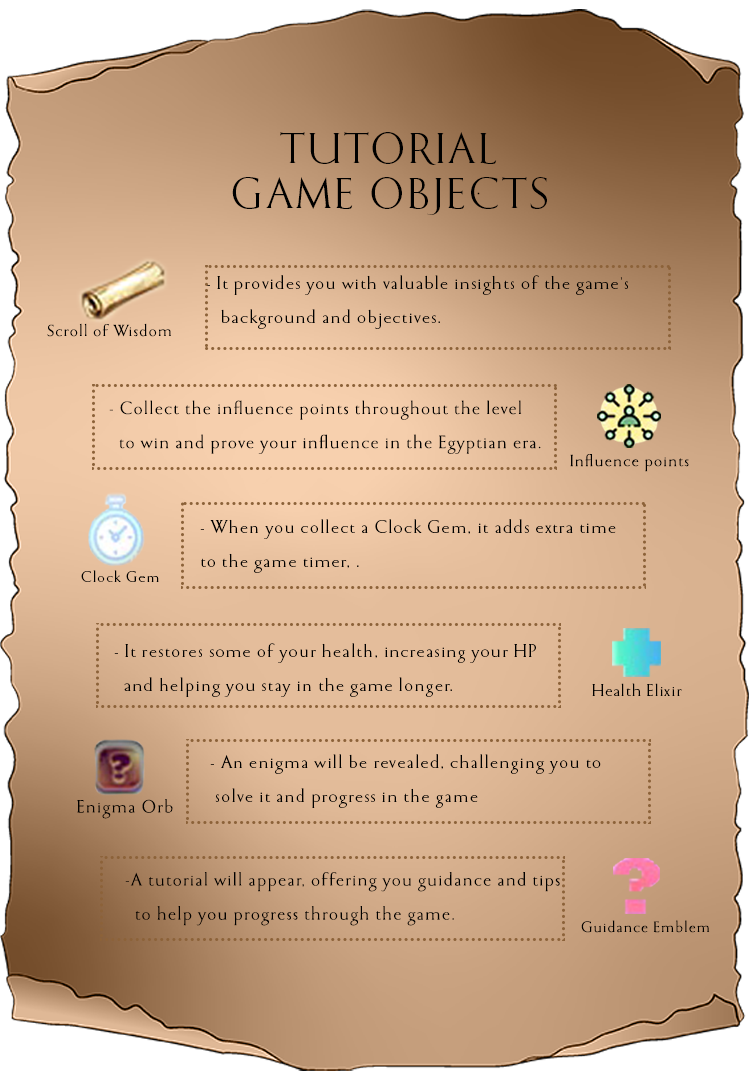 TUTORIAL
GAME OBJECTS
- It provides you with valuable insights of the game's
background and objectives.
Scroll of Wisdom
- Collect the influence points throughout the level
to win and prove your influence in the Egyptian era.
Influence points
- When you collect a Clock Gem, it adds extra time
to the game timer, .
Clock Gem
- It restores some of your health, increasing your HP
and helping you stay in the game longer.
Health Elixir
- An enigma will be revealed, challenging you to
solve it and progress in the game
Enigma Orb
-A tutorial will appear, offering you guidance and tips
to help you progress through the game.
Guidance Emblem